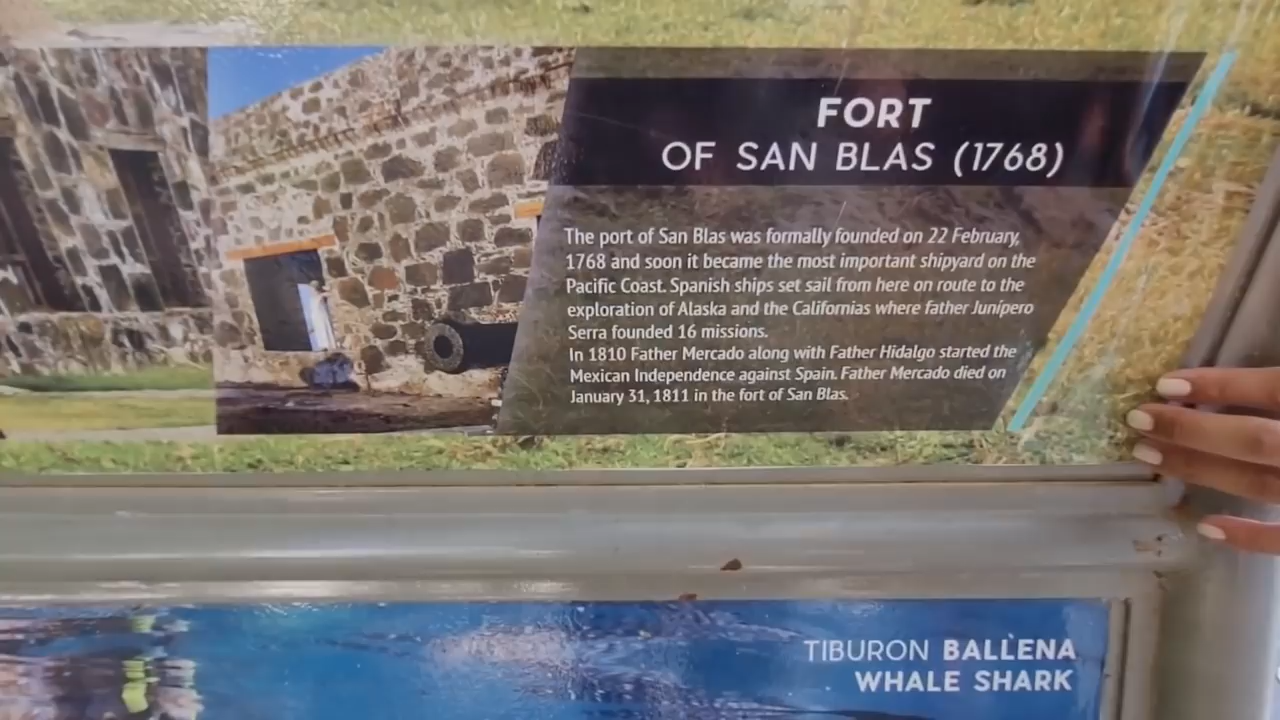 FORT
OF SAN BLAS (1768)
The port of San Blas was formally founded on 22 February,
1768 and soon it became the most important shipyard on the
Pacific Coast. Spanish ships set sail from here on route to the
exploration of Alaska and the Californias where father Junípero
Serra founded 16 missions.
In 1810 Father Mercado along with Father Hidalgo started the
Mexican Independence against Spain. Father Mercado died on
January 31, 1811 in the fort of San Blas.
TIBURON BALLENA
WHALE SHARK